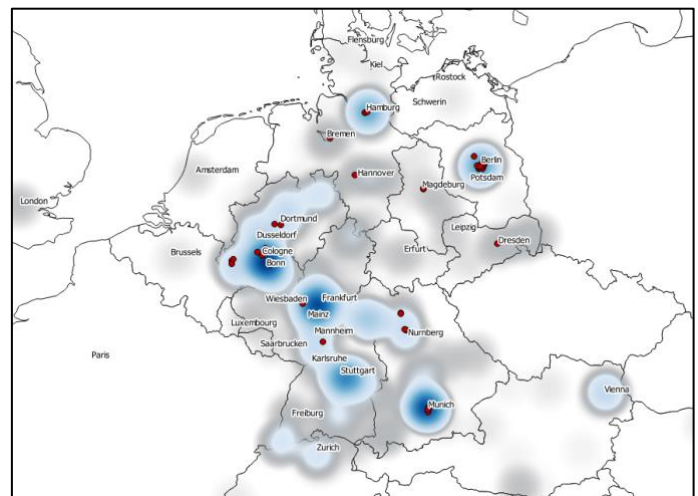 Flensburg
Kiel
Rostock
Schwerin
Hamburg
Bremen
Berlin
Potsdam
Hannover
Amsterdam
Magdeburg
London
Dortmund
Dusseldorf
Leipzig
Dresden
Cologne
Brussels
Erfurt
Bonn
Wiesbaden
Frankfurt
Mainz
Luxembourg
Mannheim
Nurnberg
Saarbrucken
Paris
Karlsruhe
Stuttgart
Vienna
Munich
Freiburg
Zurich